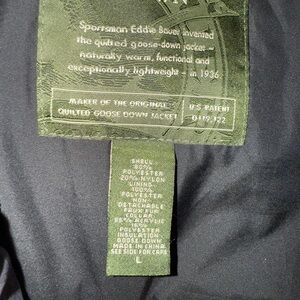 Sportsman Eddie Bauer invented
the quilted goose down jacket -
naturally warm, functional and
exceptionally lightweight - in 1936
MAKER OF THE ORIGINAL
QUILTED GOOSE DOWN JACKET
U.S. PATENT
SHELL
80%
POLYESTER
20% NYLON
LINING
100%
POLYESTER
NON-
DETACHABLE
FAUX FUR
COLLAR
POLYESTER
INSULATION
GOOSE DOWN
MADE IN CHINA
SEE SIDE FOR CARE
L